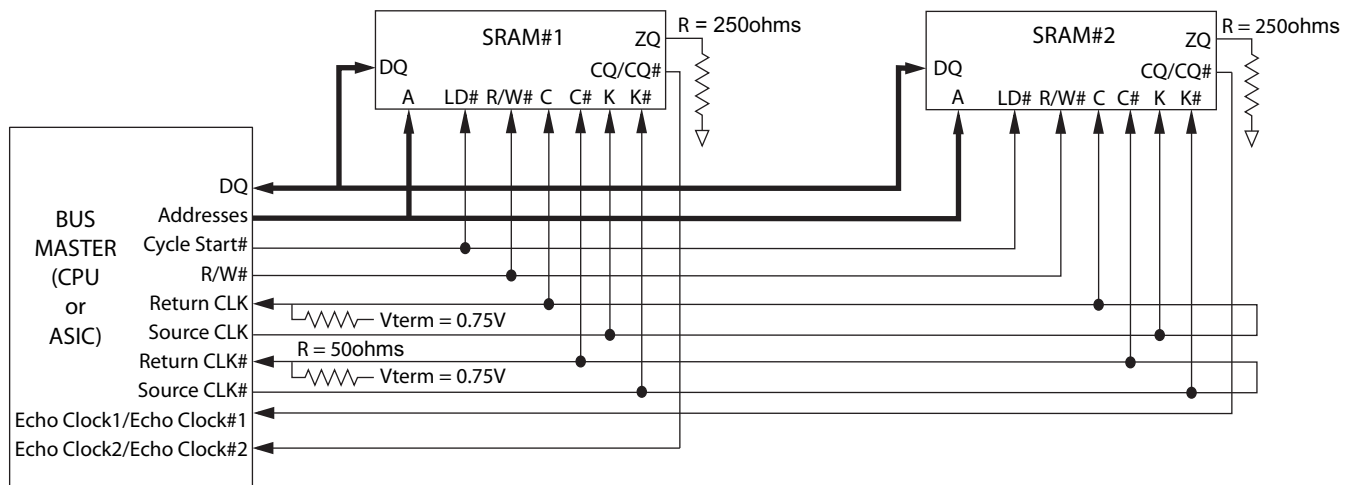 SRAM#1
ZQ
R = 250ohms
DQ
CQ/CQ#
A
LD#
R/W#
C
C#
K
K#
SRAM#2
ZQ
R = 250ohms
DQ
CQ/CQ#
A
LD#
R/W#
C
C#
K
K#
BUS
MASTER
(CPU
or
ASIC)
DQ
Addresses
Cycle Start#
R/W#
Return CLK
Vterm = 0.75V
Source CLK
R = 50ohms
Return CLK#
Vterm = 0.75V
Source CLK#
Echo Clock1/Echo Clock#1
Echo Clock2/Echo Clock#2